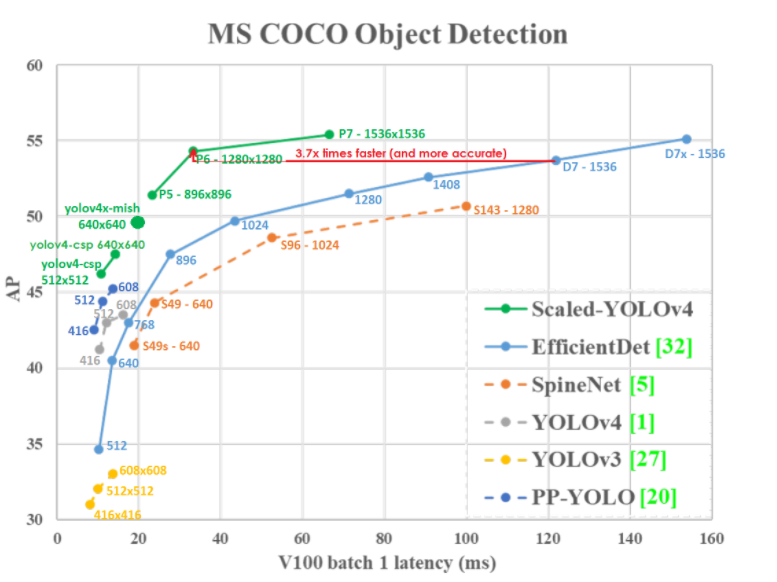 MS COCO Object Detection
60
55
50
45
40
35
30
AP
0
20
40
60
80
100
120
140
160
V100 batch 1 latency (ms)
P7 - 1536x1536
P6 - 1280x1280
3.7x times faster (and more accurate)
D7 - 1536
D7x - 1536
P5 - 896x896
1408
1280
yolov4x-mish
640x640
S143 - 1280
1024
yolov4-csp 640x640
S96 - 1024
yolov4-csp
512x512
896
608
512
608
512
S49 - 640
416
768
416
S49s - 640
640
512
608x608
512x512
416x416
Scaled-YOLOv4
EfficientDet [32]
SpineNet [5]
YOLOv4 [1]
YOLOv3 [27]
PP-YOLO [20]